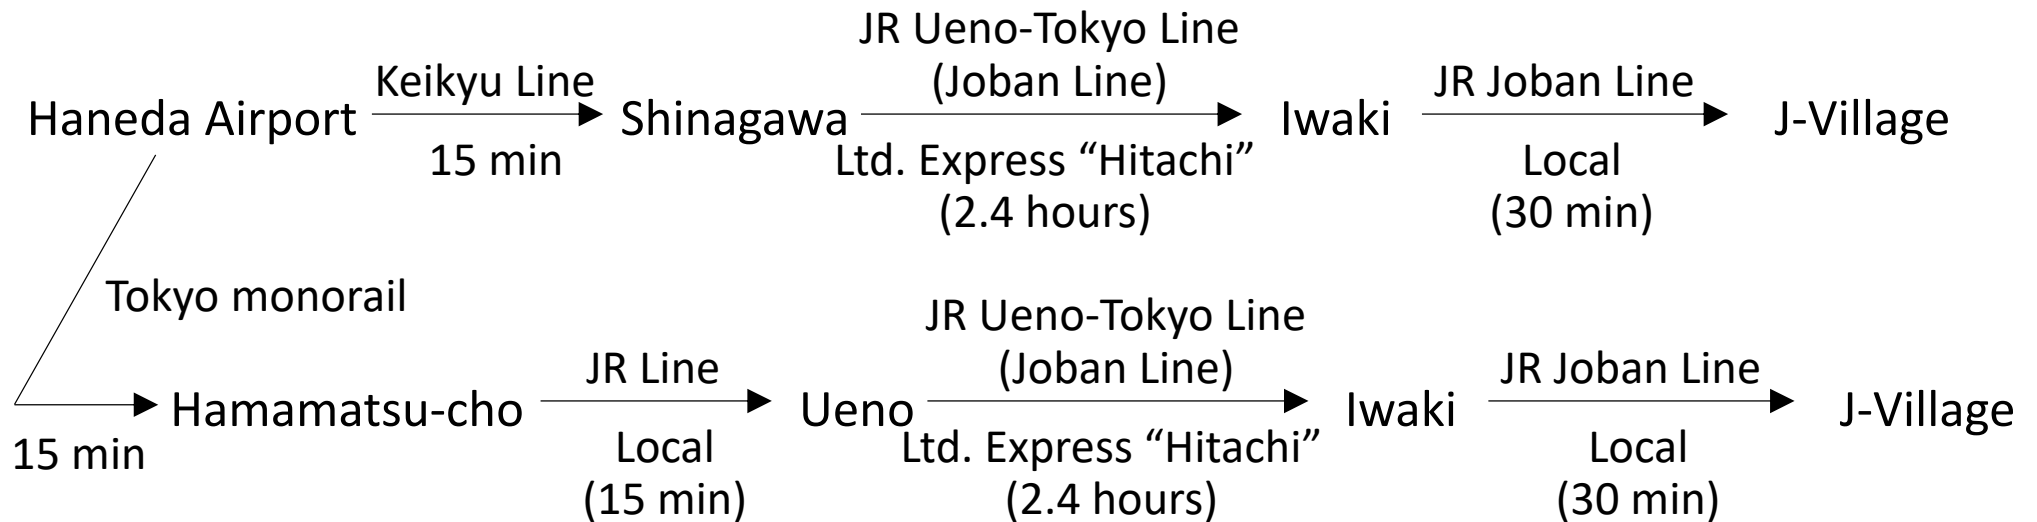 JR Ueno-Tokyo Line
(Joban Line)
Keikyu Line
JR Joban Line
Haneda Airport
Shinagawa
Iwaki
J-Village
15 min
Ltd. Express “Hitachi”
(2.4 hours)
Local
(30 min)
Tokyo monorail
JR Ueno-Tokyo Line
(Joban Line)
JR Line
JR Joban Line
Hamamatsu-cho
Ueno
Iwaki
J-Village
15 min
Local
(15 min)
Ltd. Express “Hitachi”
(2.4 hours)
Local
(30 min)